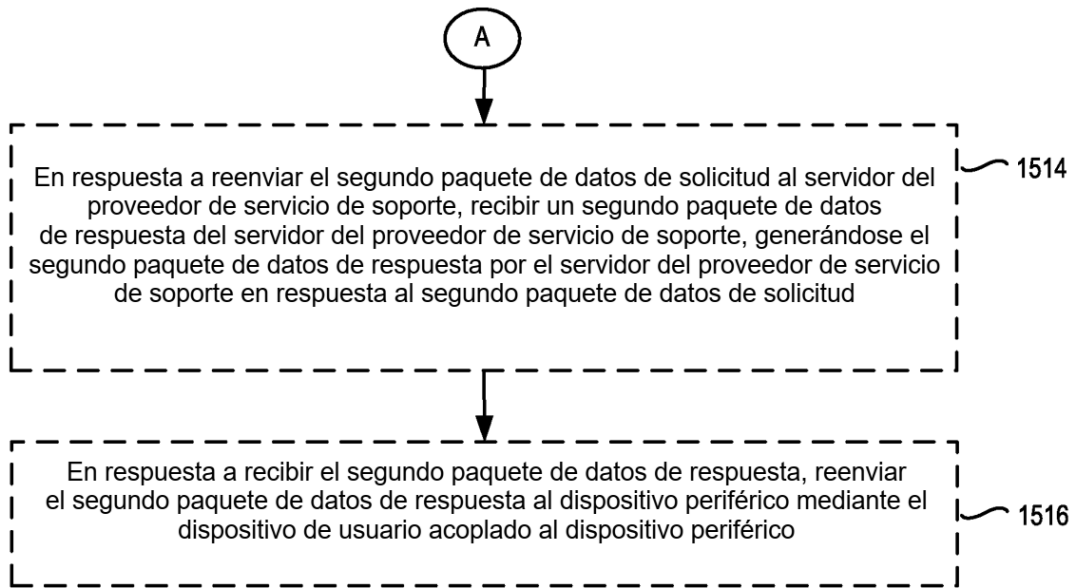 A
En respuesta a reenviar el segundo paquete de datos de solicitud al servidor del
proveedor de servicio de soporte, recibir un segundo paquete de datos
de respuesta del servidor del proveedor de servicio de soporte, generándose el
segundo paquete de datos de respuesta por el servidor del proveedor de servicio
de soporte en respuesta al segundo paquete de datos de solicitud
1514
En respuesta a recibir el segundo paquete de datos de respuesta, reenviar
el segundo paquete de datos de respuesta al dispositivo periférico mediante el
dispositivo de usuario acoplado al dispositivo periférico
1516